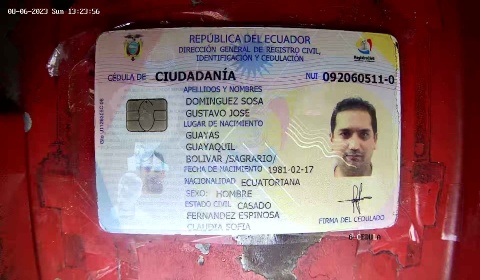 08-06-2023 Sun 13:23:56
REPÚBLICA DEL ECUADOR
DIRECCIÓN GENERAL DE REGISTRO CIVIL,
IDENTIFICACIÓN Y CEDULACIÓN
CÉDULA DE CIUDADANÍA NUI 092060511-0
APELLIDOS Y NOMBRES
DOMINGUEZ SOSA
GUSTAVO JOSE
LUGAR DE NACIMIENTO
GUAYAS
GUAYAQUIL
BOLIVAR /SAGRARIO/
FECHA DE NACIMIENTO 1981-02-17
NACIONALIDAD ECUATORIANA
SEXO: HOMBRE
ESTADO CIVIL CASADO
FERNANDEZ ESPINOSA
CLAUDIA SOFIA
FIRMA DEL CEDULADO